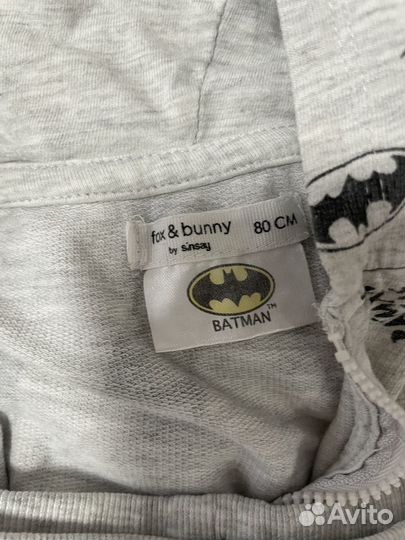 fox & bunny 80 CM
by sinsay
BATMAN™
Avito